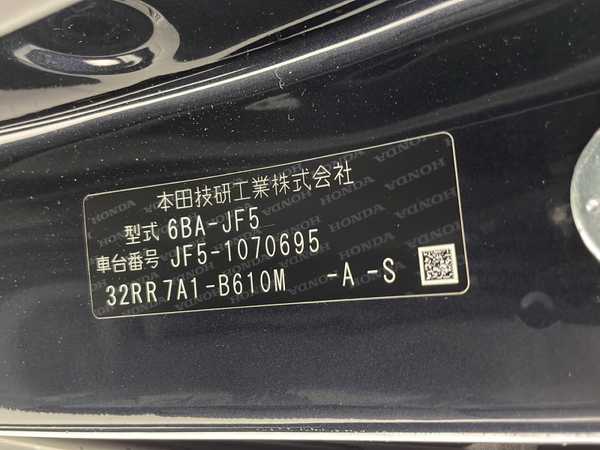 本田技研工業株式会社
型式 6BA-JF5
車台番号 JF5-1070695
32RR7A1-B610M -A-S